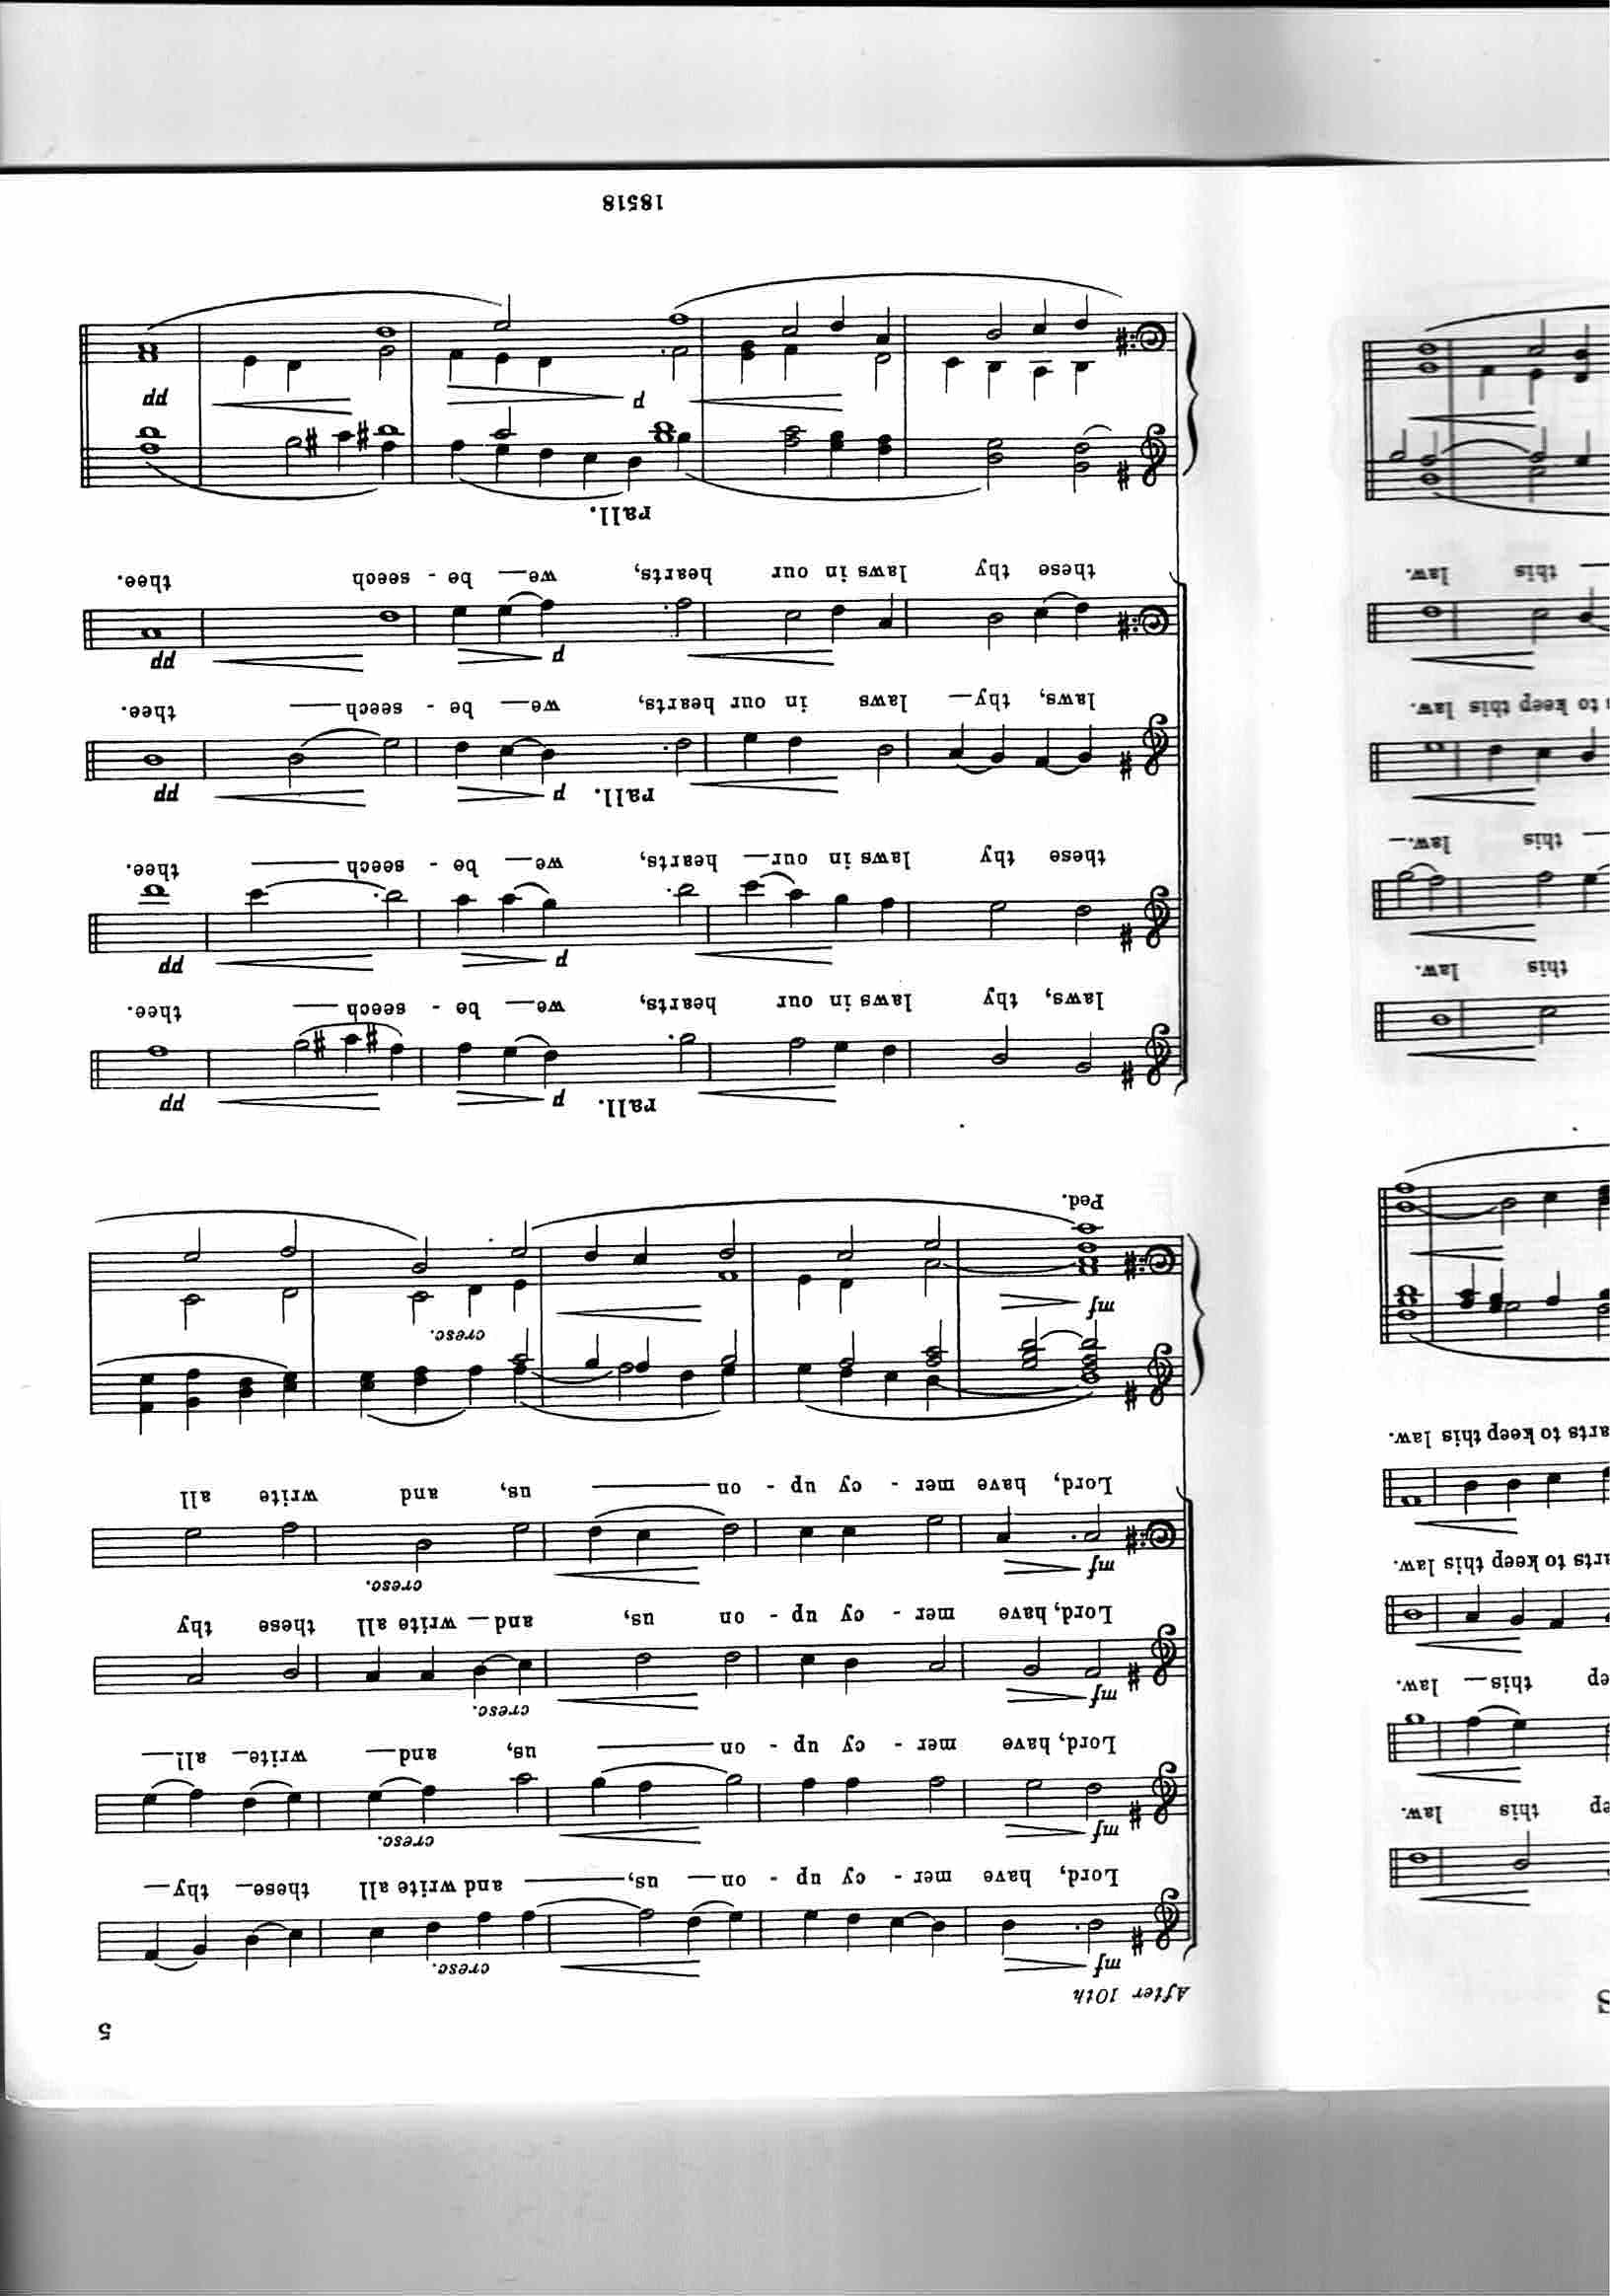 this law.
this law.
to keep this law.
to keep this law.
this law.
this law.
to keep this law.
this law.
5
After 10th
mf cresc.
Lord, have mer - cy up - on us, and write all these thy
mf cresc.
Lord, have mer - cy up - on us, and write all
mf cresc.
Lord, have mer - cy up - on us, and write all these thy
mf cresc.
Lord, have mer - cy up - on us, and write all
mf cresc.
Ped.
rall. p pp
laws, thy laws in our hearts, we be - seech thee.
p pp
these thy laws in our hearts, we be - seech thee.
rall. p pp
laws, thy laws in our hearts, we be - seech thee.
p pp
these thy laws in our hearts, we be - seech thee.
rall.
p pp
18518